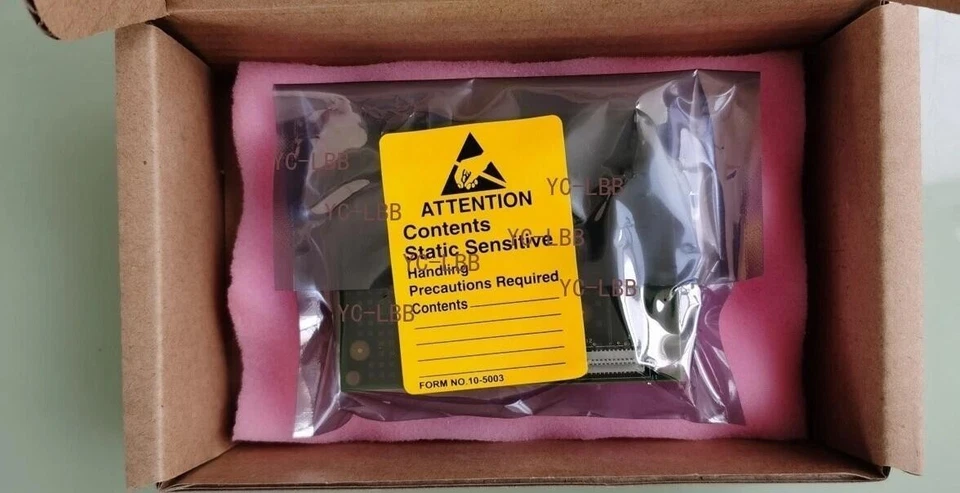 YC-LBB
YC-LBB
YC-LBB
ATTENTION
Contents
Static Sensitive
YC-LBB
YC-LBB
Handling
Precautions Required
YC-LBB
Contents
YC-LBB
FORM NO.10-5003